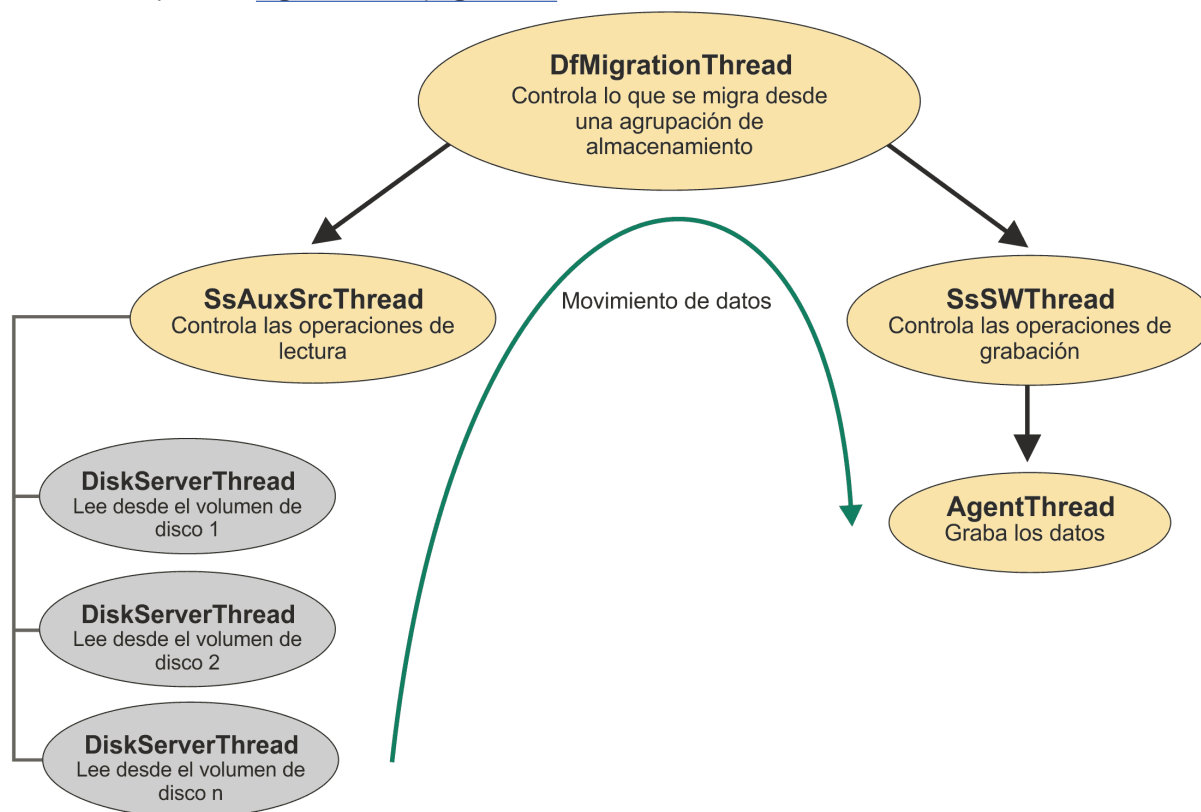 DfMigrationThread
Controla lo que se migra desde
una agrupación de
almacenamiento
SsAuxSrcThread
Controla las operaciones de
lectura
Movimiento de datos
SsSWThread
Controla las operaciones de
grabación
DiskServerThread
Lee desde el volumen de
disco 1
AgentThread
Graba los datos
DiskServerThread
Lee desde el volumen de
disco 2
DiskServerThread
Lee desde el volumen de
disco n